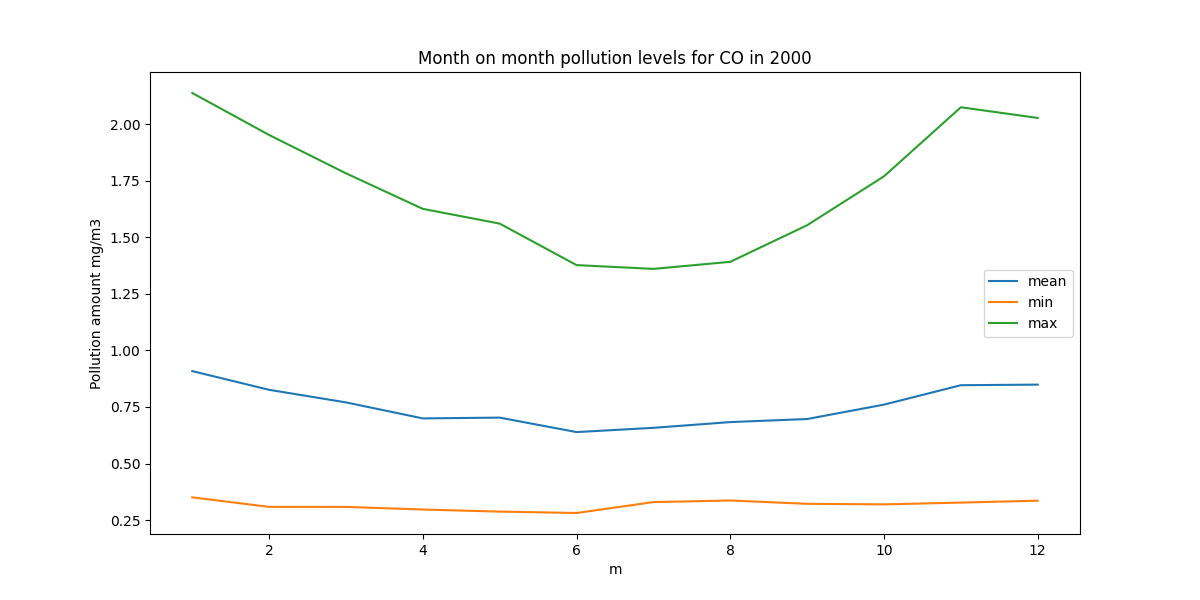 Month on month pollution levels for CO in 2000
Pollution amount mg/m3
2.00
1.75
1.50
1.25
1.00
0.75
0.50
0.25
mean
min
max
2 4 6 8 10 12
m